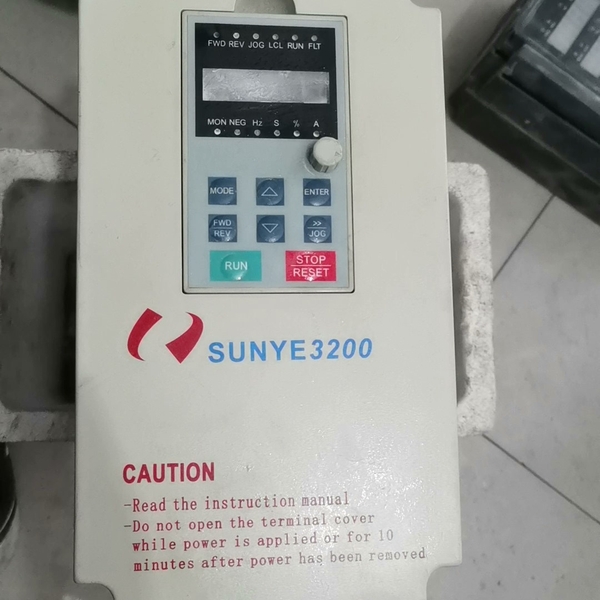 FWD REV JOG LCL RUN FLT
MON NEG Hz S % A
MODE △ ENTER
FWD
REV
▽
>>
JOG
RUN
STOP
RESET
SUNYE3200
CAUTION
-Read the instruction manual
-Do not open the terminal cover
while power is applied or for 10
minutes after power has been removed